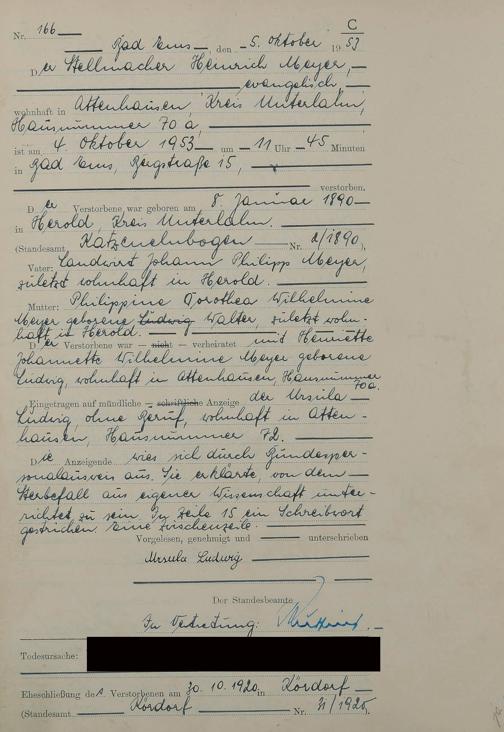 C
Nr. 166
Bad Ems, den 5. Oktober 1953
Der Stellmacher Heinrich Meyer,
evangelisch,
wohnhaft in Attenhausen, Kreis Unterlahn,
Hausnummer 70 a,
ist am 4. Oktober 1953 um 11 Uhr 45 Minuten
in Bad Ems, Bergstraße 15,
verstorben.
Der Verstorbene war geboren am 8. Januar 1890
in Herold, Kreis Unterlahn.
(Standesamt Katzenelnbogen Nr. 2/1890),
Vater: Landwirt Johann Philipp Meyer,
zuletzt wohnhaft in Herold.
Mutter: Philippine Dorothea Wilhelmine
Meyer geborene Ludwig Walter, zuletzt wohn-
haft in Herold.
Der Verstorbene war – nicht – verheiratet mit Henriette
Johannette Wilhelmine Meyer geborene
Ludwig, wohnhaft in Attenhausen, Hausnummer
70a.
Eingetragen auf mündliche – schriftliche Anzeige der Ursula
Ludwig, ohne Beruf, wohnhaft in Atten-
hausen, Hausnummer 72.
Die Anzeigende wies sich durch Bundesper-
sonalausweis aus. Sie erklärte, von dem
Sterbefall aus eigener Wissenschaft unter-
richtet zu sein. In Zeile 15 ein Schreibwort
gestrichen. Eine Zwischenzeile.
Vorgelesen, genehmigt und unterschrieben
Ursula Ludwig
Der Standesbeamte
In Vertretung:
Todesursache:
Eheschließung des Verstorbenen am 30. 10. 1920 in Kördorf
(Standesamt Kördorf Nr. /1920).